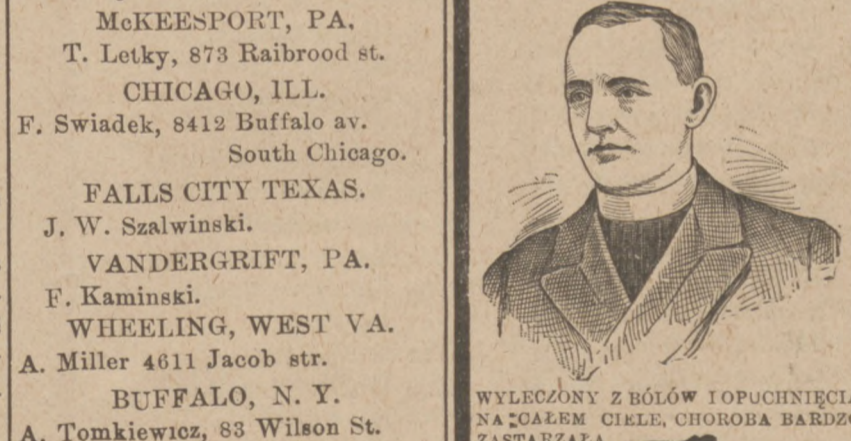 McKEESPORT, PA.
T. Letky, 873 Raibrood st.
CHICAGO, ILL.
F. Swiadek, 8412 Buffalo av.
South Chicago.
FALLS CITY TEXAS.
J. W. Szalwinski.
VANDERGRIFT, PA.
F. Kaminski.
WHEELING, WEST VA.
A. Miller 4611 Jacob str.
BUFFALO, N. Y.
A. Tomkiewicz, 83 Wilson St.
WYLECZONY Z BÓLÓW I OPUCHNIĘCIA
NA CAŁEM CIELE, CHOROBA BARDZO
ZASTARZAŁA